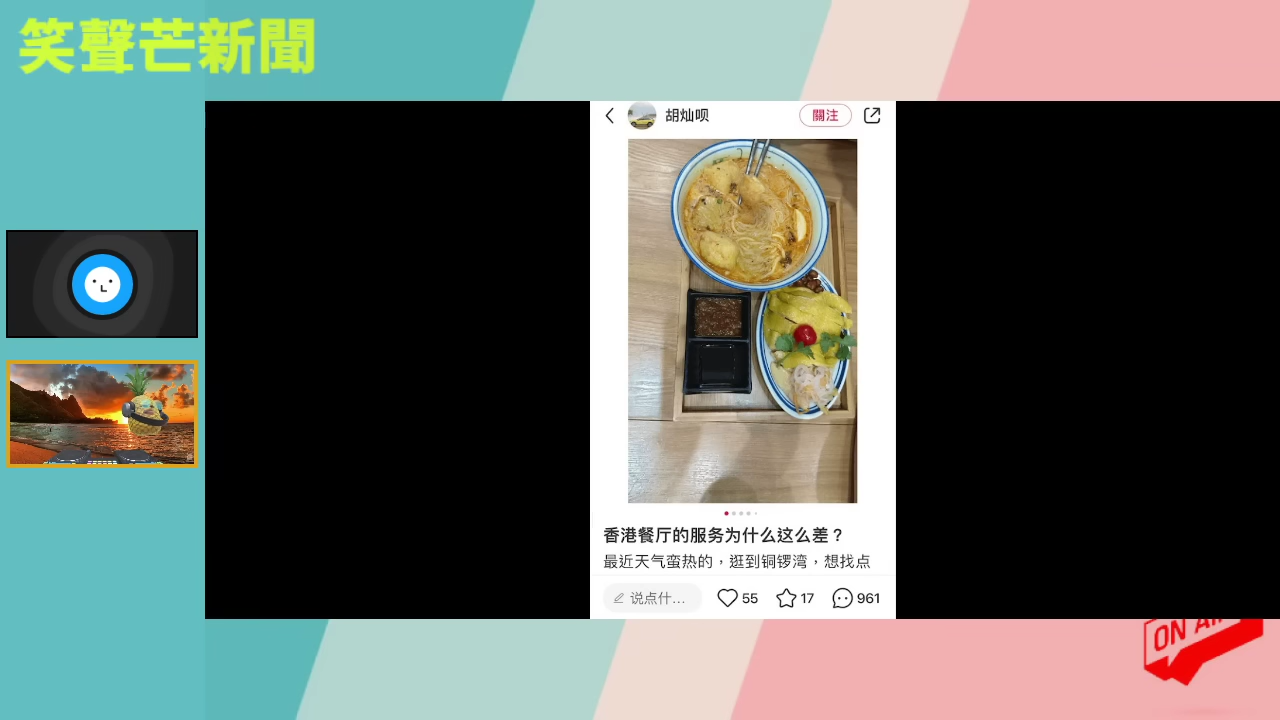 笑聲芒新聞
胡灿呗
關注
香港餐厅的服务为什么这么差？
最近天气蛮热的，逛到铜锣湾，想找点
说点什...
55
17
961
ON AIR